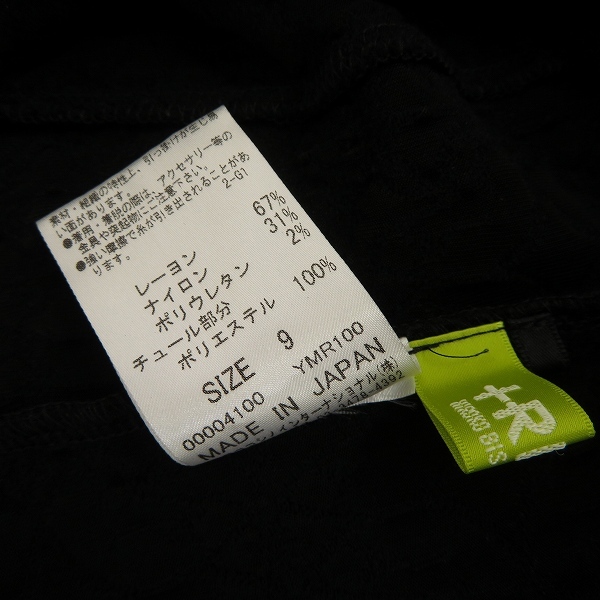 素材・組織の特性上、引っ掛けが生じ易
い面があります。
●着用・着脱の際は、アクセサリー等の
金具や突起物にご注意下さい。
●強い摩擦で糸が引き出されることがあ
ります。
2-G1
レーヨン 67%
ナイロン 31%
ポリウレタン 2%
チュール部分
ポリエステル 100%
SIZE 9
00004100 YMR100
MADE IN JAPAN
インターナショナル(株)
4392
+R